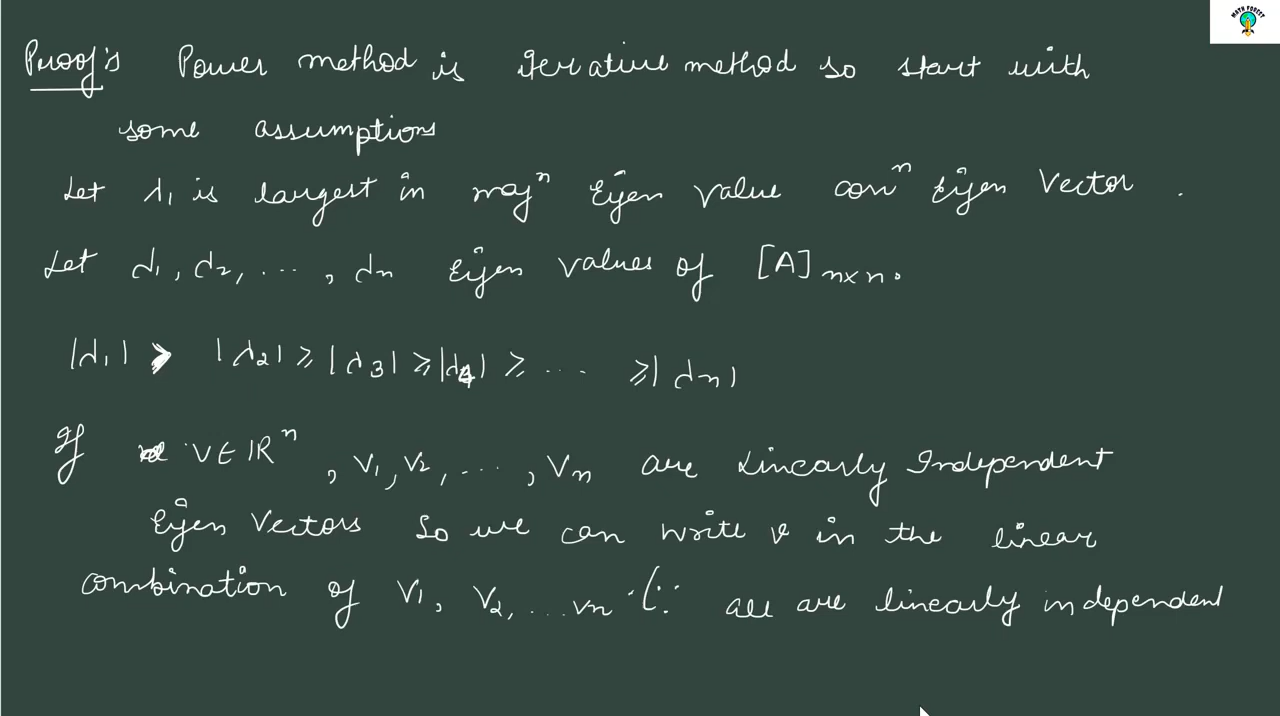 MATH FOREST
Proof:- Power method is iterative method so start with
some assumptions
Let λ₁ is largest in magⁿ Eigen value corrⁿ Eigen Vector .
Let λ₁, λ₂, ..., λₙ Eigen values of [A]ₙₓₙ.
|λ₁| > |λ₂| ≥ |λ₃| ≥ |λ₄| ≥ ... ≥ |λₙ|
If v ∈ ℝⁿ, v₁, v₂, ..., vₙ are Linearly Independent
Eigen Vectors So we can write v in the linear
combination of v₁, v₂, ... vₙ (∵ all are linearly independent